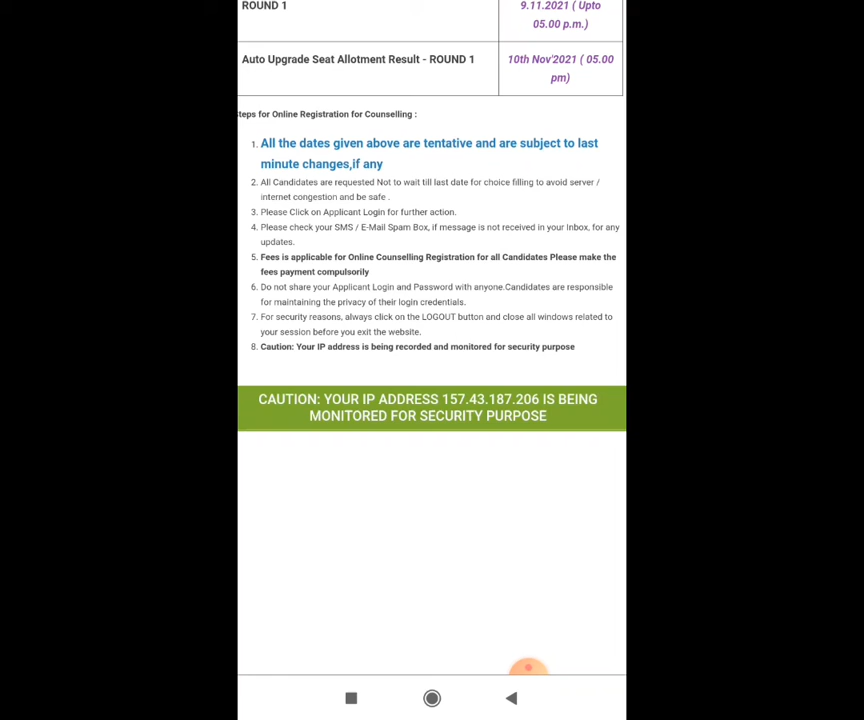 ROUND 1
9.11.2021 ( Upto
05.00 p.m.)
Auto Upgrade Seat Allotment Result - ROUND 1
10th Nov'2021 ( 05.00
pm)
teps for Online Registration for Counselling :
1. All the dates given above are tentative and are subject to last
minute changes,if any
2. All Candidates are requested Not to wait till last date for choice filling to avoid server /
internet congestion and be safe .
3. Please Click on Applicant Login for further action.
4. Please check your SMS / E-Mail Spam Box, if message is not received in your Inbox, for any
updates.
5. Fees is applicable for Online Counselling Registration for all Candidates Please make the
fees payment compulsorily
6. Do not share your Applicant Login and Password with anyone.Candidates are responsible
for maintaining the privacy of their login credentials.
7. For security reasons, always click on the LOGOUT button and close all windows related to
your session before you exit the website.
8. Caution: Your IP address is being recorded and monitored for security purpose
CAUTION: YOUR IP ADDRESS 157.43.187.206 IS BEING
MONITORED FOR SECURITY PURPOSE